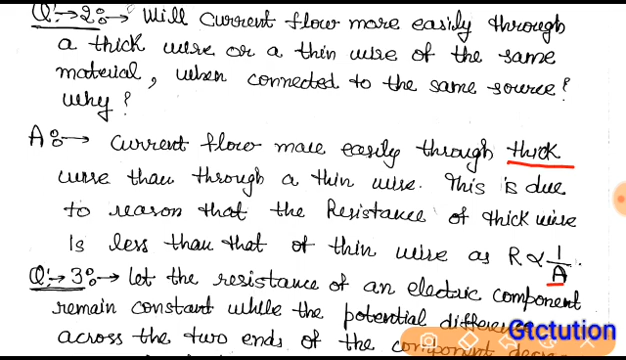 Q:→2:→ Will current flow more easily through
a thick wire or a thin wire of the same
material, when connected to the same source?
Why?
A:→ Current flow more easily through thick
wire than through a thin wire. This is due
to reason that the Resistance of thick wire
is less than that of thin wire as R ∝ 1/A.
Q:→3:→ Let the resistance of an electric component
remain constant while the potential differen
across the two ends of the component decre
Gtctution